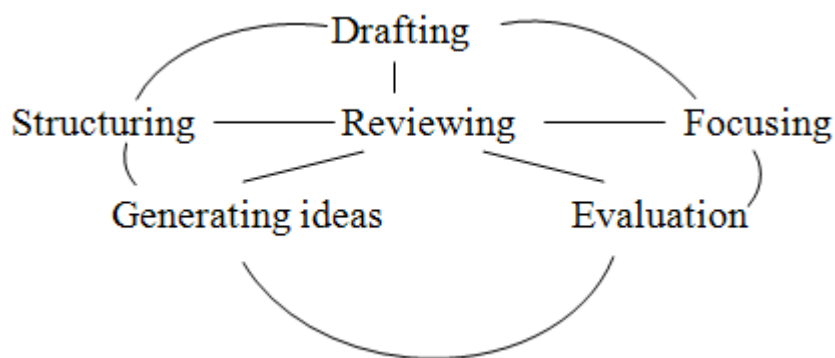 Drafting
Structuring Reviewing Focusing
Generating ideas Evaluation